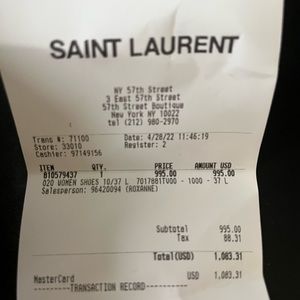 SAINT LAURENT
NY 57th Street
3 East 57th Street
57th Street Boutique
New York NY 10022
tel (212) 980-2970
Trans #: 71100 Date: 4/28/22 11:46:19
Store: 33010 Register: 2
Cashier: 97149156
ITEM QTY. PRICE AMOUNT USD
810579437 1 995.00 995.00
020 WOMEN SHOES 10/37 L 7017881TV00 - 1000 - 37 L
Salesperson: 96420094 (ROXANNE)
Subtotal 995.00
Tax 88.31
Total(USD) 1,083.31
MasterCard USD 1,083.31
--------TRANSACTION RECORD--------